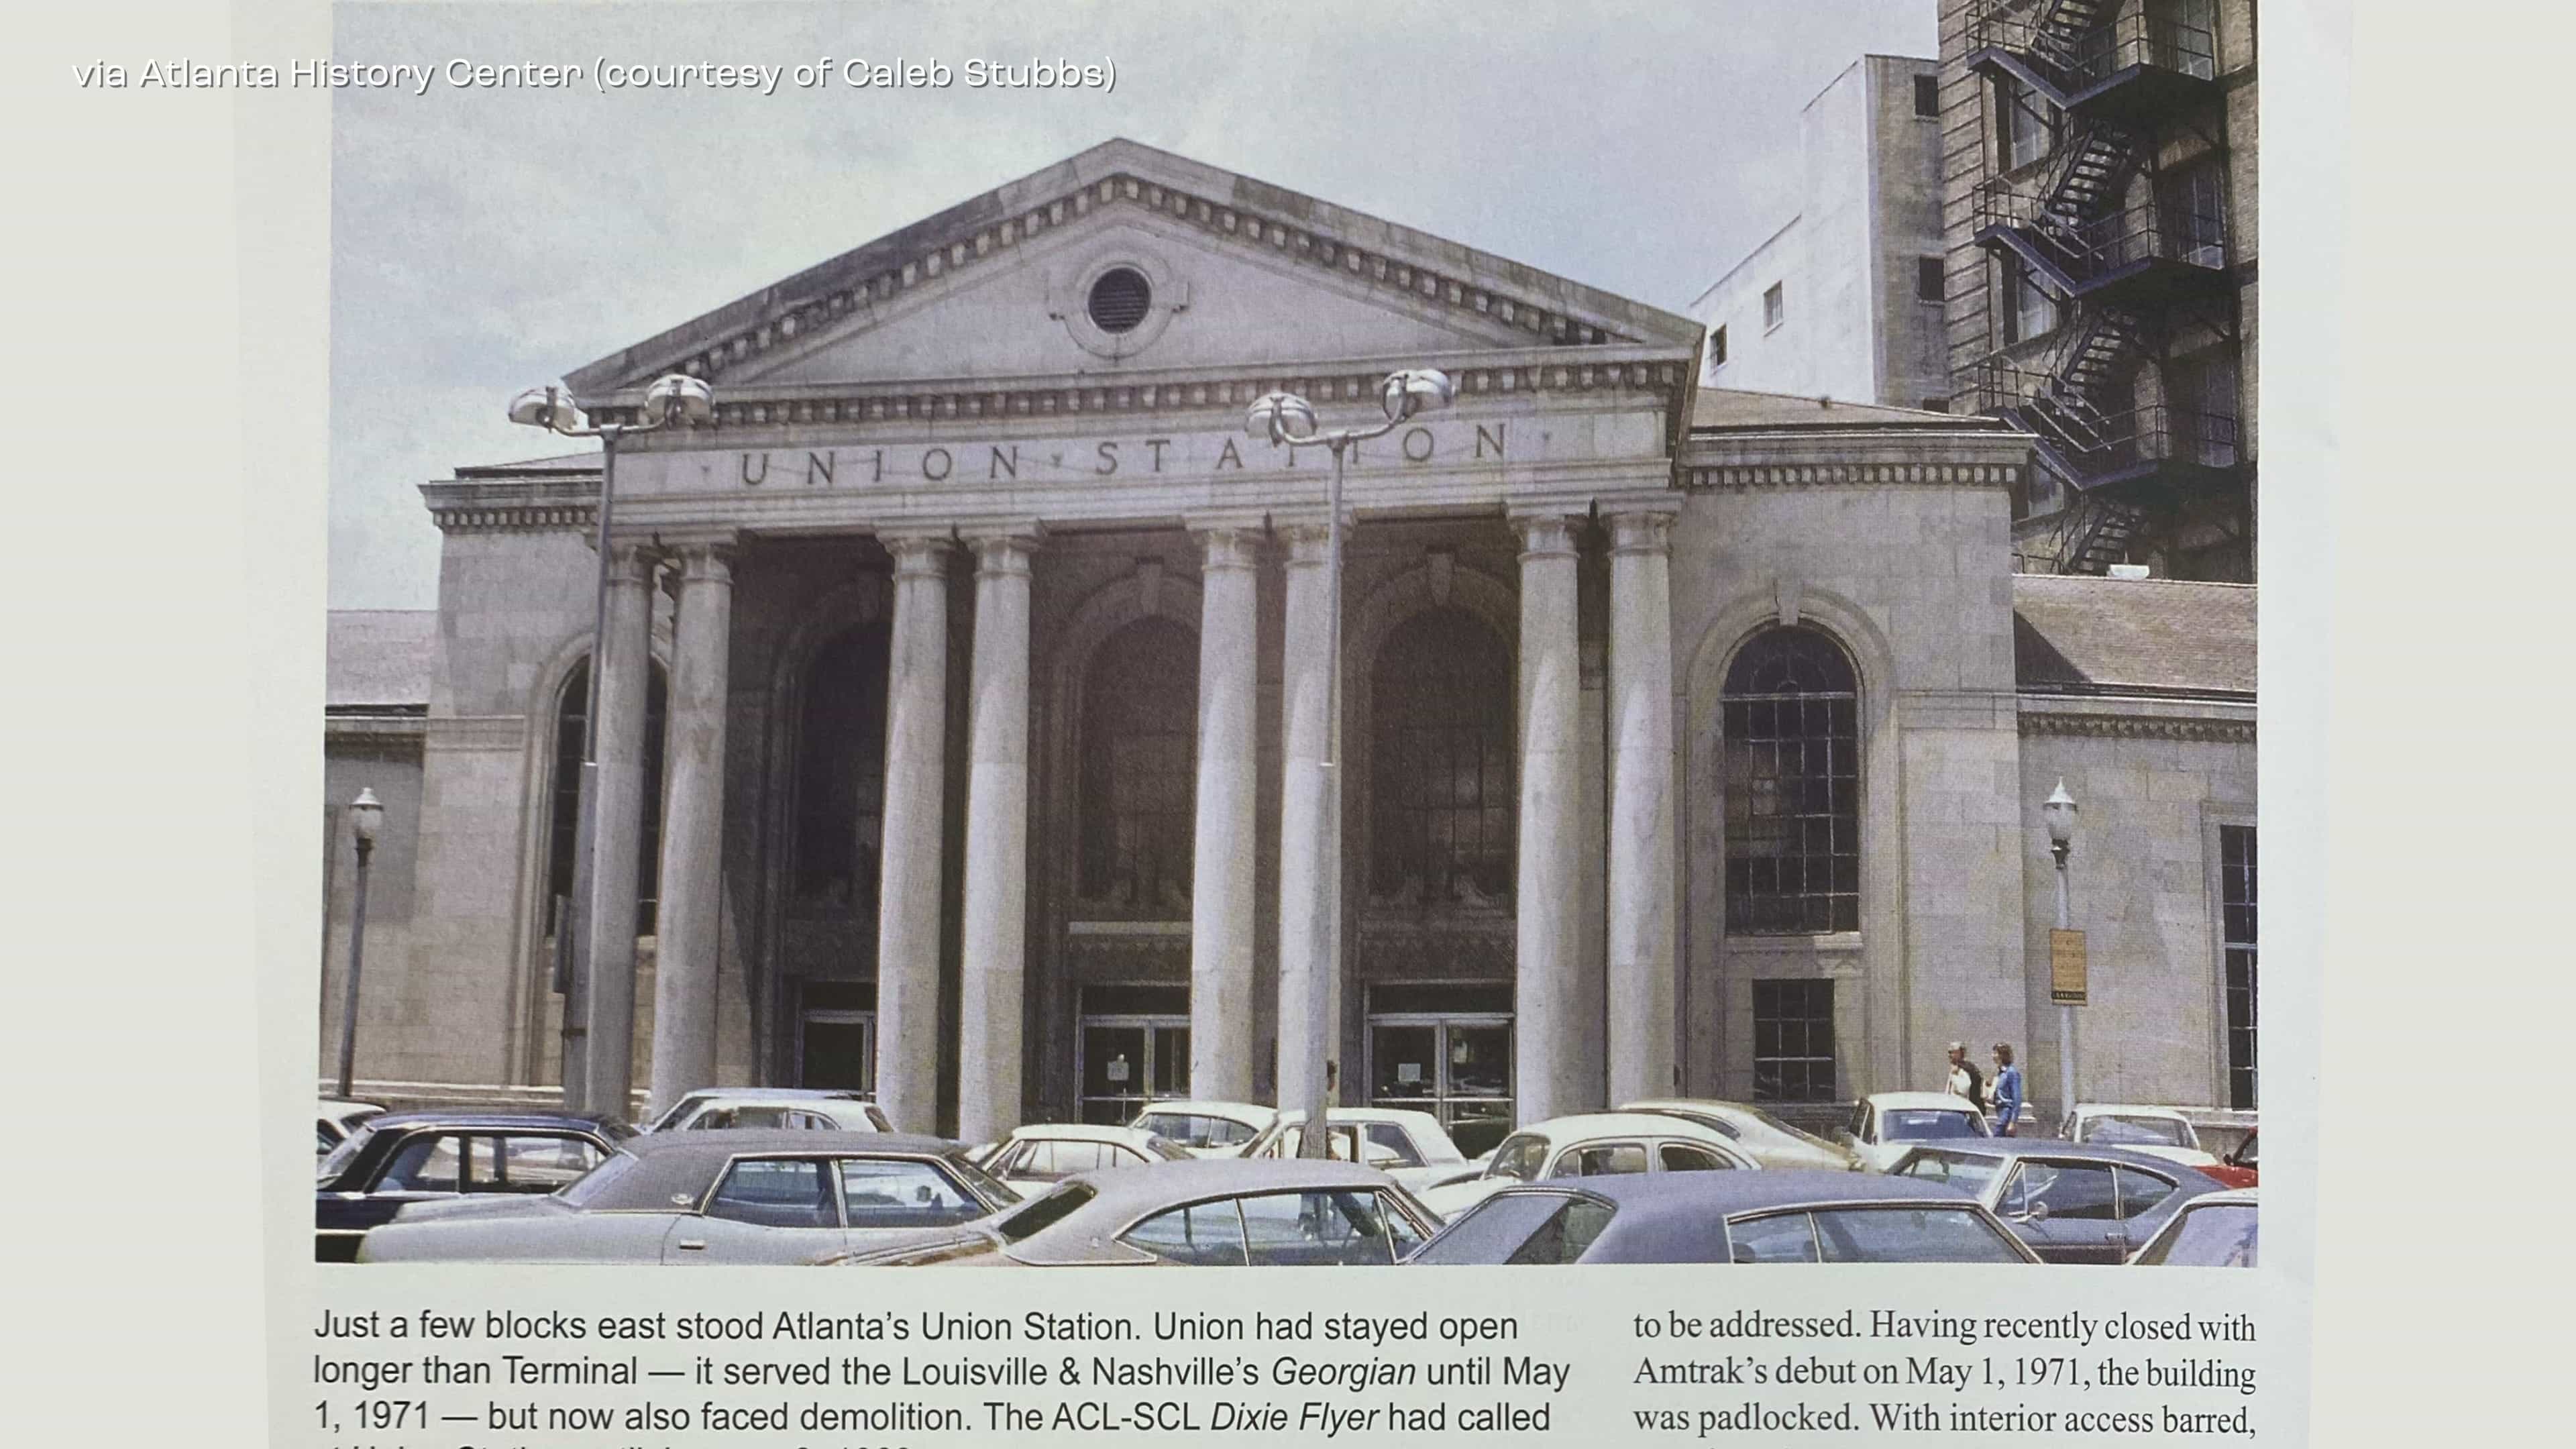 via Atlanta History Center (courtesy of Caleb Stubbs)
UNION STATION
Just a few blocks east stood Atlanta’s Union Station. Union had stayed open
longer than Terminal — it served the Louisville & Nashville’s Georgian until May
1, 1971 — but now also faced demolition. The ACL-SCL Dixie Flyer had called
to be addressed. Having recently closed with
Amtrak’s debut on May 1, 1971, the building
was padlocked. With interior access barred,